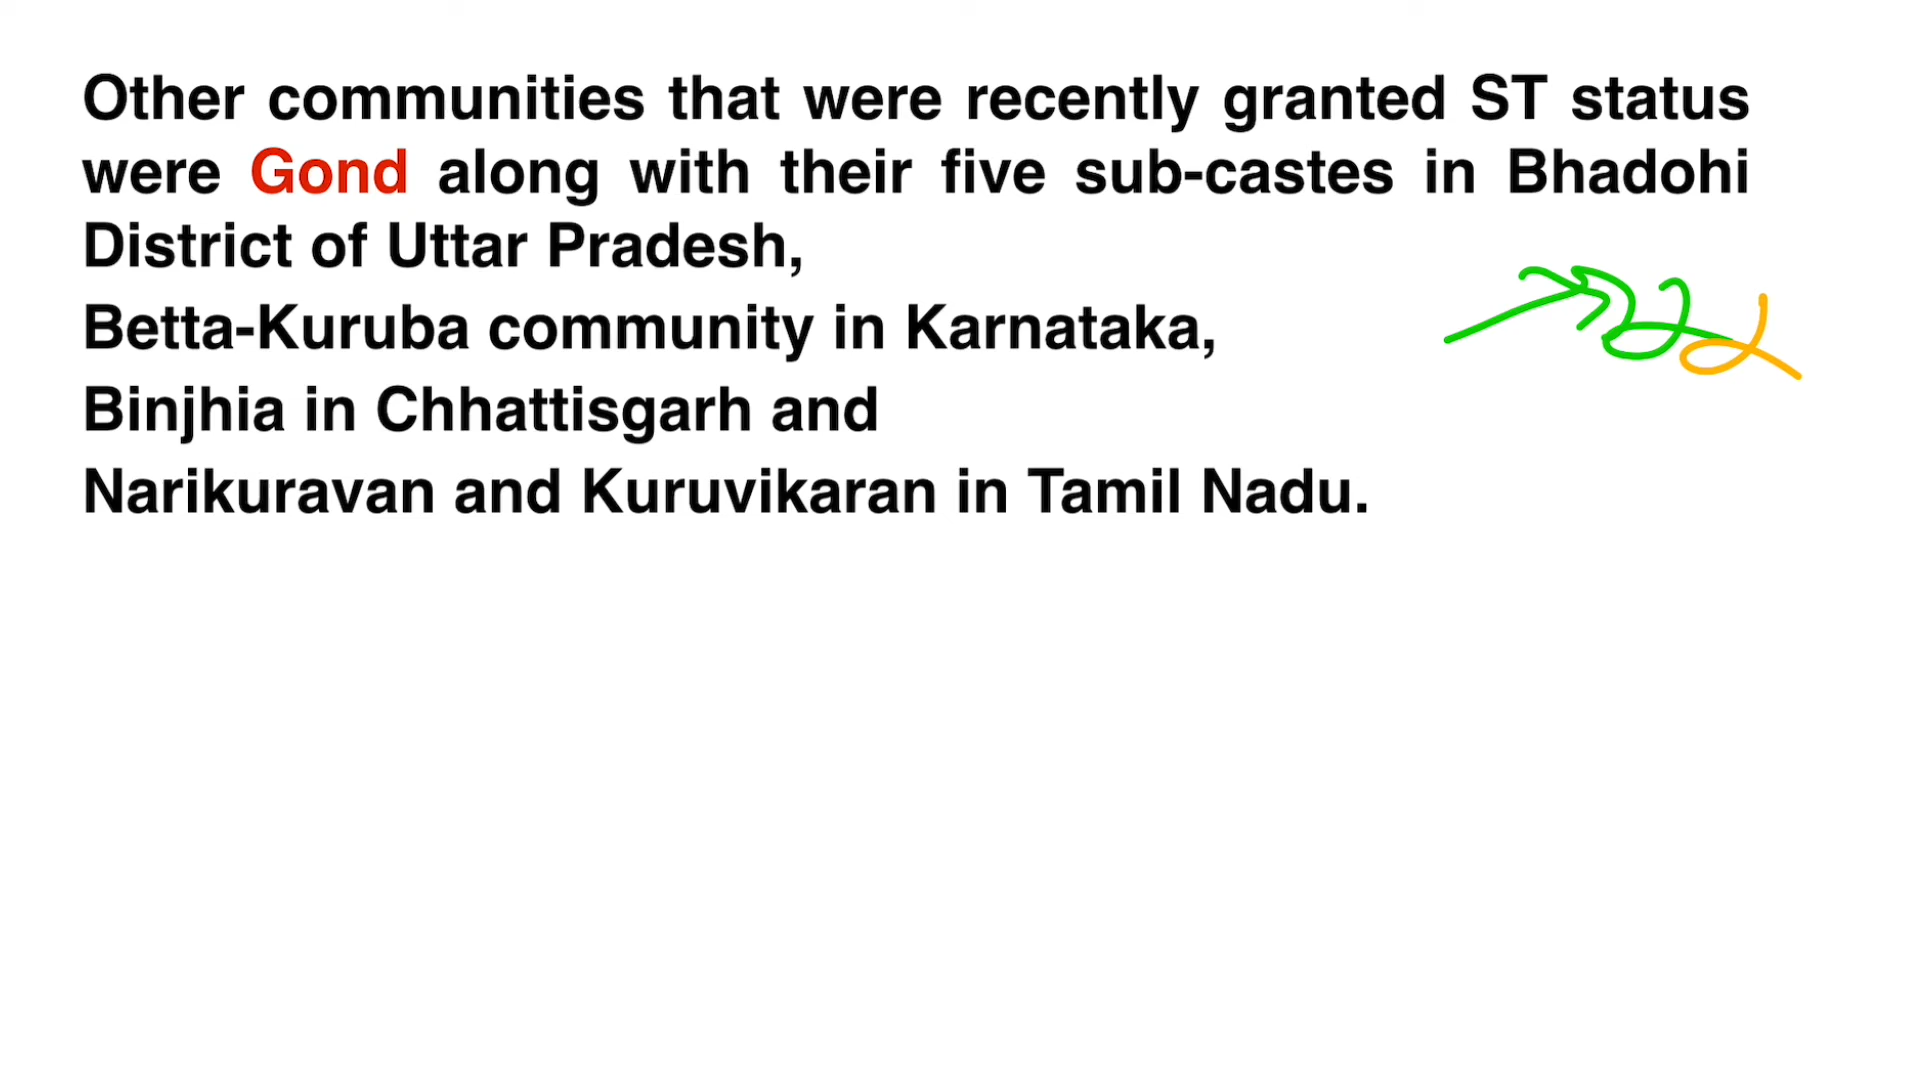 Other communities that were recently granted ST status
were Gond along with their five sub-castes in Bhadohi
District of Uttar Pradesh,
Betta-Kuruba community in Karnataka,
Binjhia in Chhattisgarh and
Narikuravan and Kuruvikaran in Tamil Nadu.